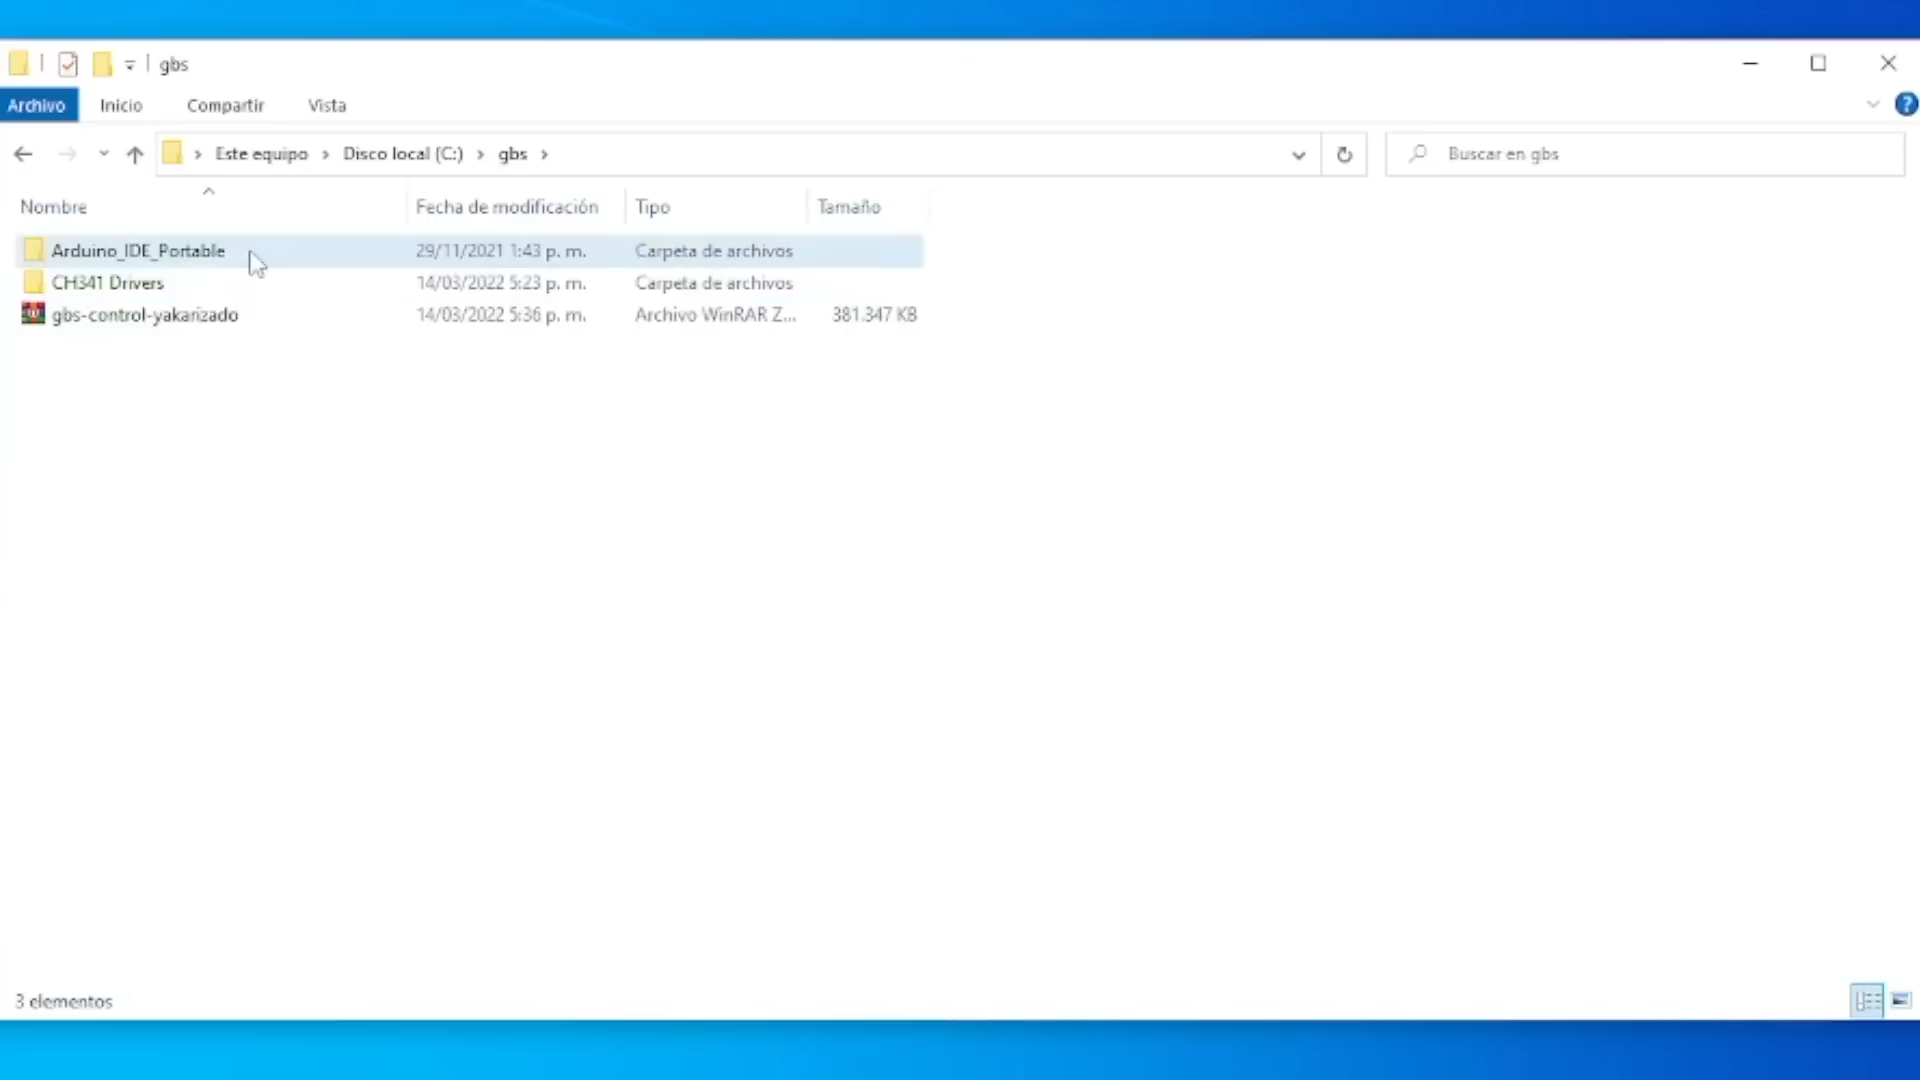 gbs
Archivo Inicio Compartir Vista
Este equipo › Disco local (C:) › gbs › Buscar en gbs
Nombre Fecha de modificación Tipo Tamaño
Arduino_IDE_Portable 29/11/2021 1:43 p. m. Carpeta de archivos
CH341 Drivers 14/03/2022 5:23 p. m. Carpeta de archivos
gbs-control-yakarizado 14/03/2022 5:36 p. m. Archivo WinRAR Z... 381.347 KB
3 elementos